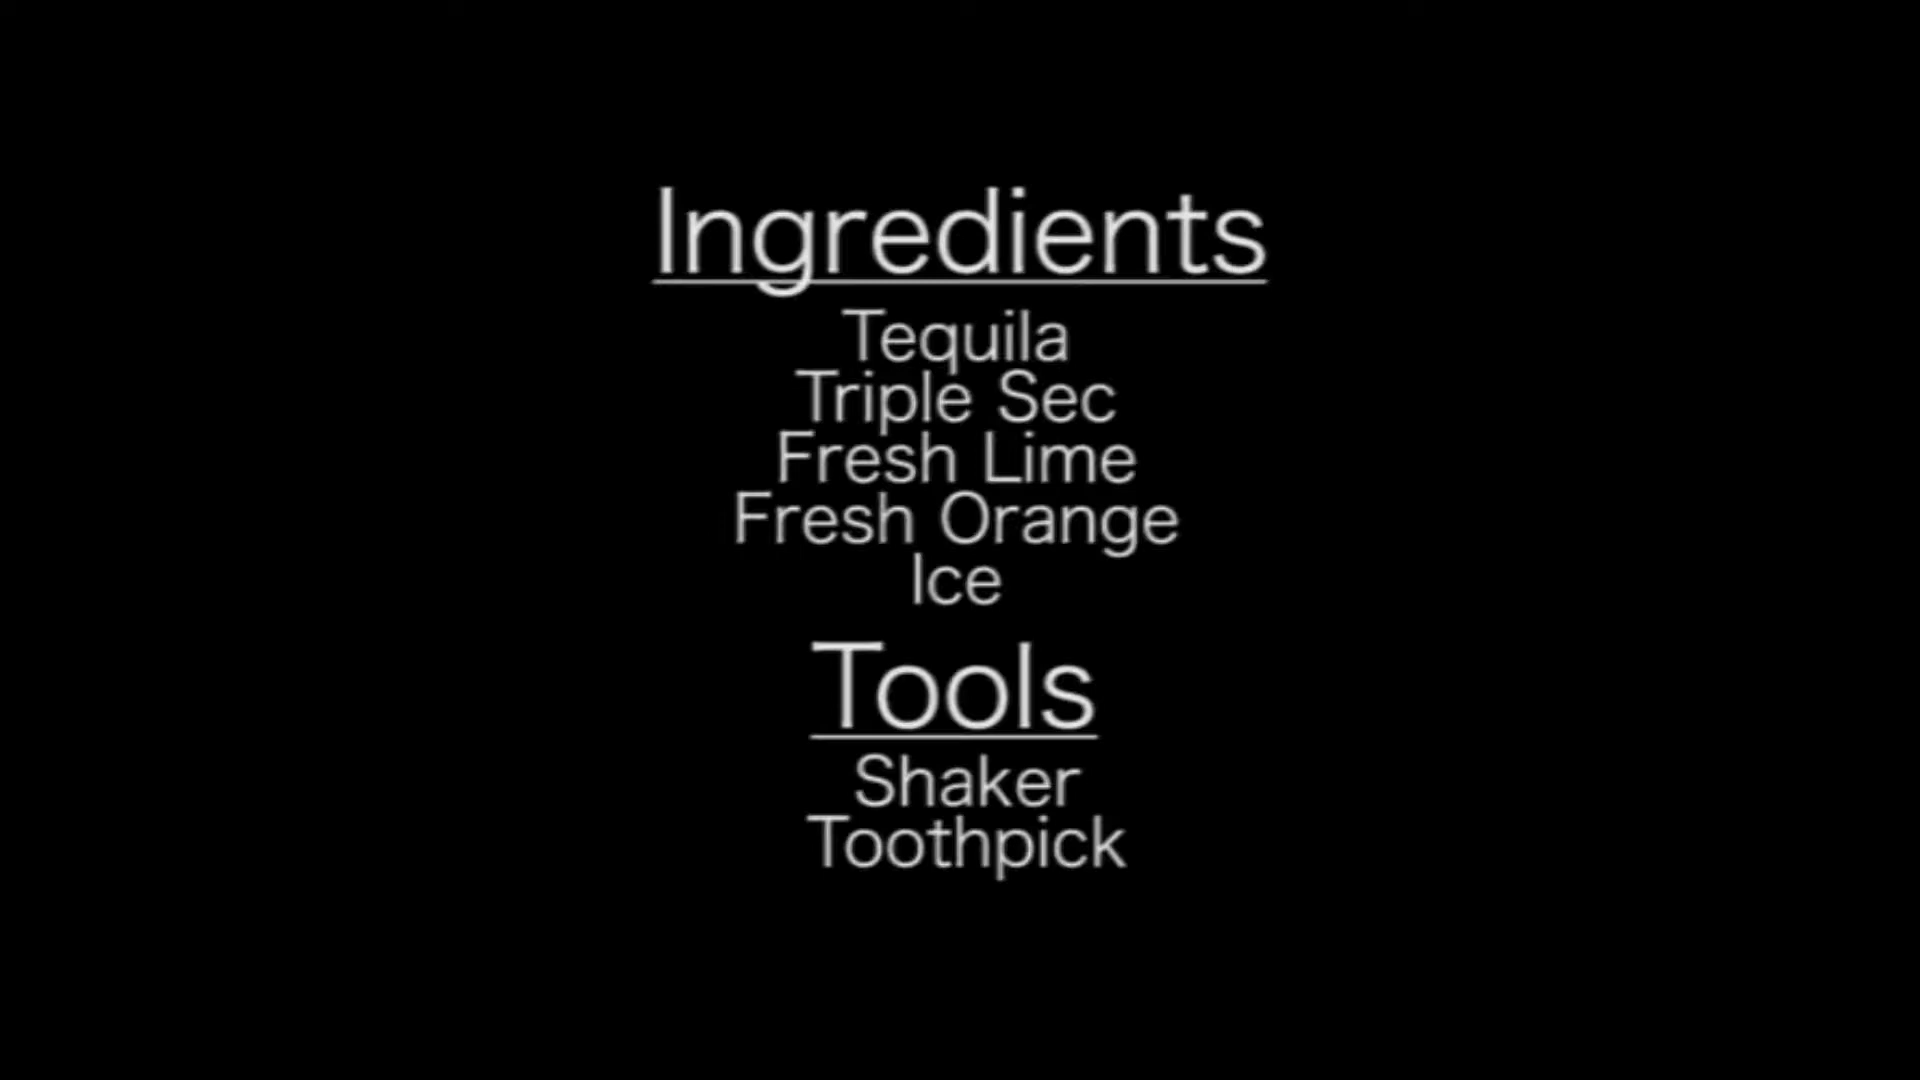 Ingredients
Tequila
Triple Sec
Fresh Lime
Fresh Orange
Ice
Tools
Shaker
Toothpick